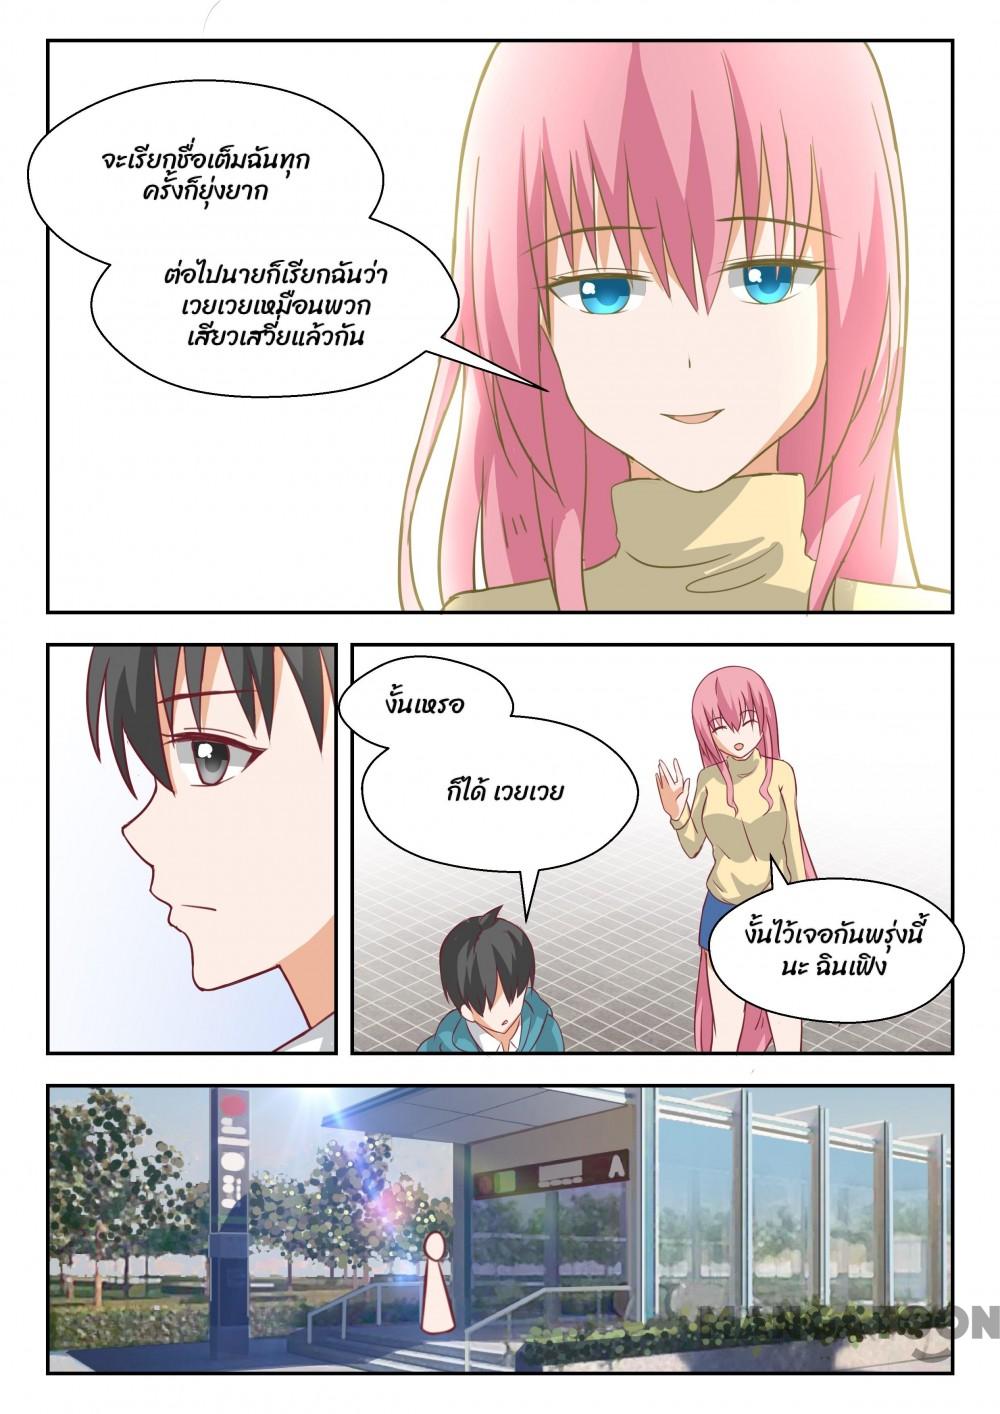 จะเรียกชื่อเต็มฉันทุก
ครั้งก็ยุ่งยาก
ต่อไปนายก็เรียกฉันว่า
เวยเวยเหมือนพวก
เสียวเสวี่ยแล้วกัน
งั้นเหรอ
ก็ได้ เวยเวย
งั้นไว้เจอกันพรุ่งนี้
นะ ฉินเฟิง
A
MANGATOON